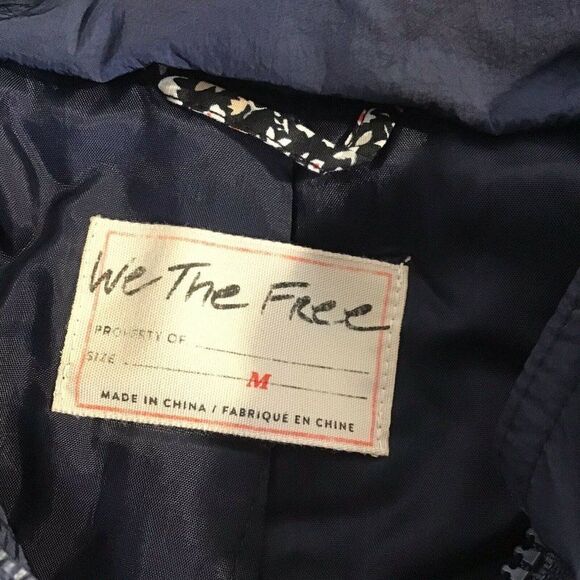 We The Free
PROPERTY OF
SIZE M
MADE IN CHINA / FABRIQUÉ EN CHINE